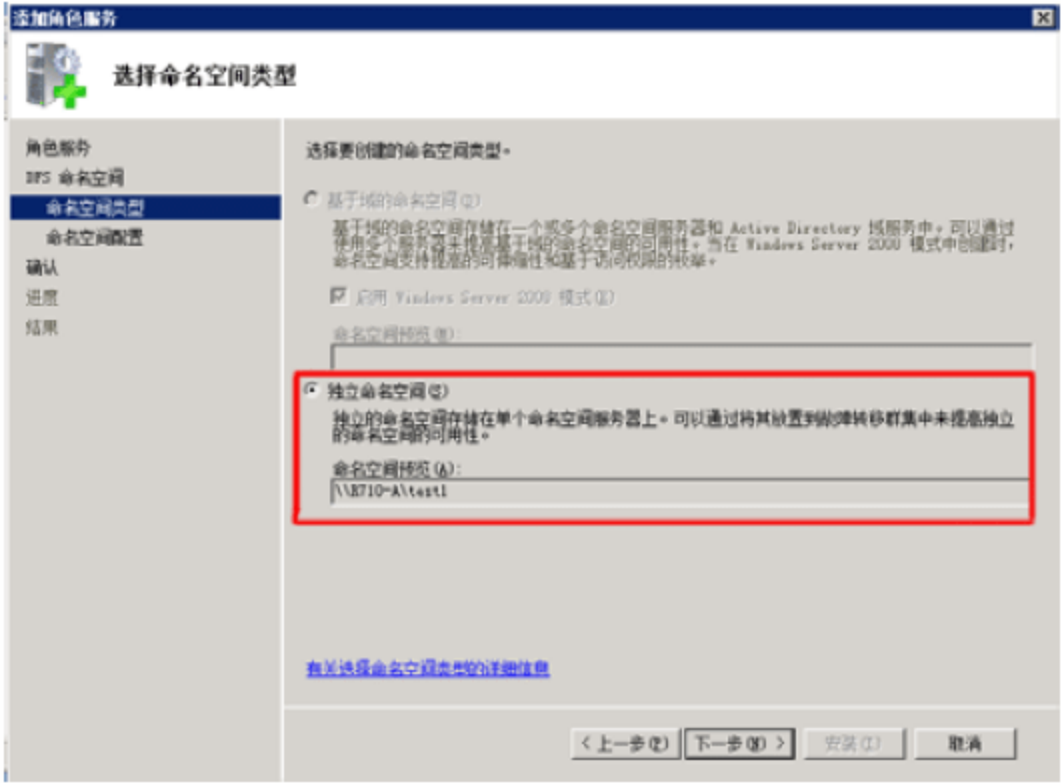 添加角色服务
选择命名空间类型
角色服务
DFS 命名空间
命名空间类型
命名空间配置
确认
进度
结果
选择要创建的命名空间类型。
基于域的命名空间(D)
基于域的命名空间存储在一个或多个命名空间服务器和 Active Directory 域服务中。可以通过
使用多个服务器来提高基于域的命名空间的可用性。当在 Windows Server 2008 模式中创建时，
命名空间支持提高的可伸缩性和基于访问权限的枚举。
启用 Windows Server 2008 模式(E)
命名空间预览(W):
独立命名空间(S)
独立的命名空间存储在单个命名空间服务器上。可以通过将其放置到故障转移群集中来提高独立
的命名空间的可用性。
命名空间预览(A):
\\R710-A\test1
有关选择命名空间类型的详细信息
< 上一步(P)
下一步(N) >
安装(I)
取消